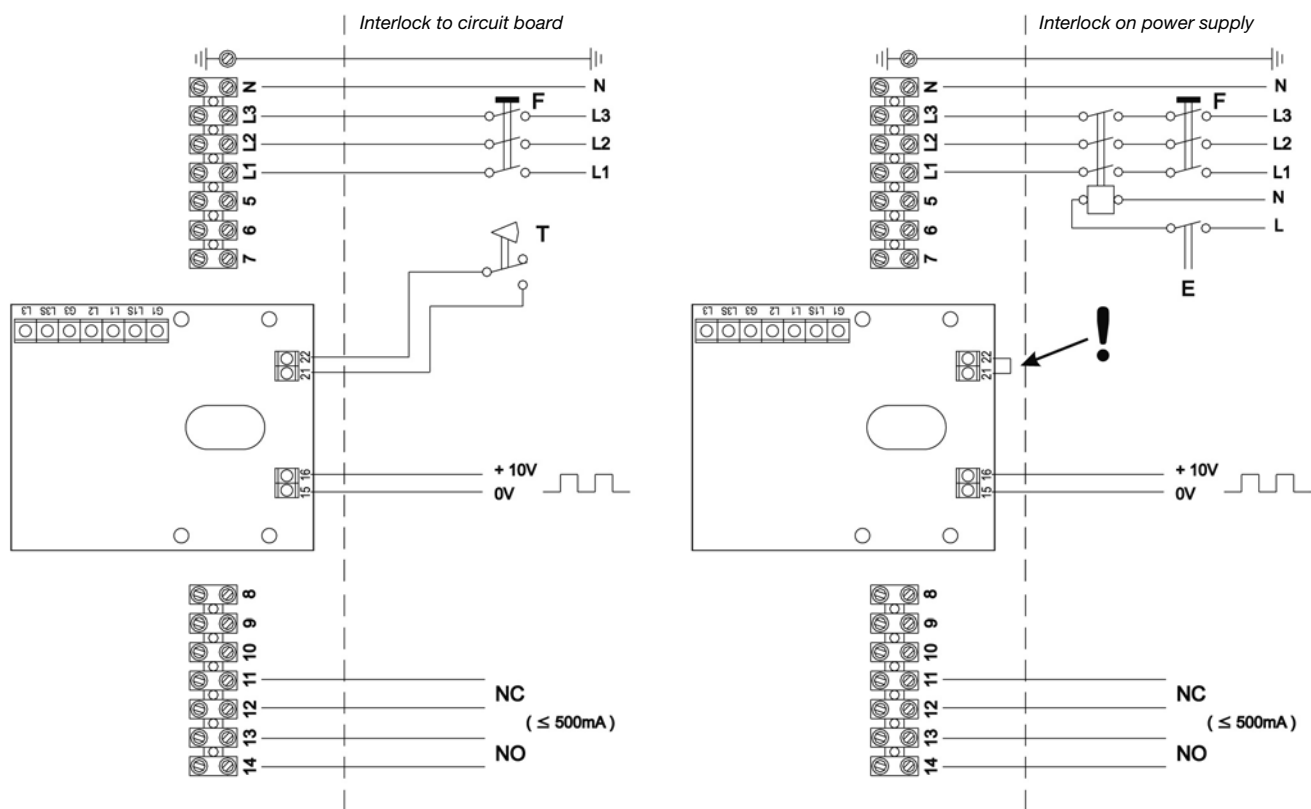 Interlock to circuit board
N
N
L3
F
L3
L2
L2
L1
L1
5
6
7
T
L3
L3S
G3
L2
L1
L1S
G1
22
21
16
15
+ 10V
0V
8
9
10
11
12
13
14
NC
( ≤ 500mA )
NO
Interlock on power supply
N
N
L3
F
L3
L2
L2
L1
L1
5
N
6
L
7
E
L3
L3S
G3
L2
L1
L1S
G1
!
22
21
16
15
+ 10V
0V
8
9
10
11
12
13
14
NC
( ≤ 500mA )
NO